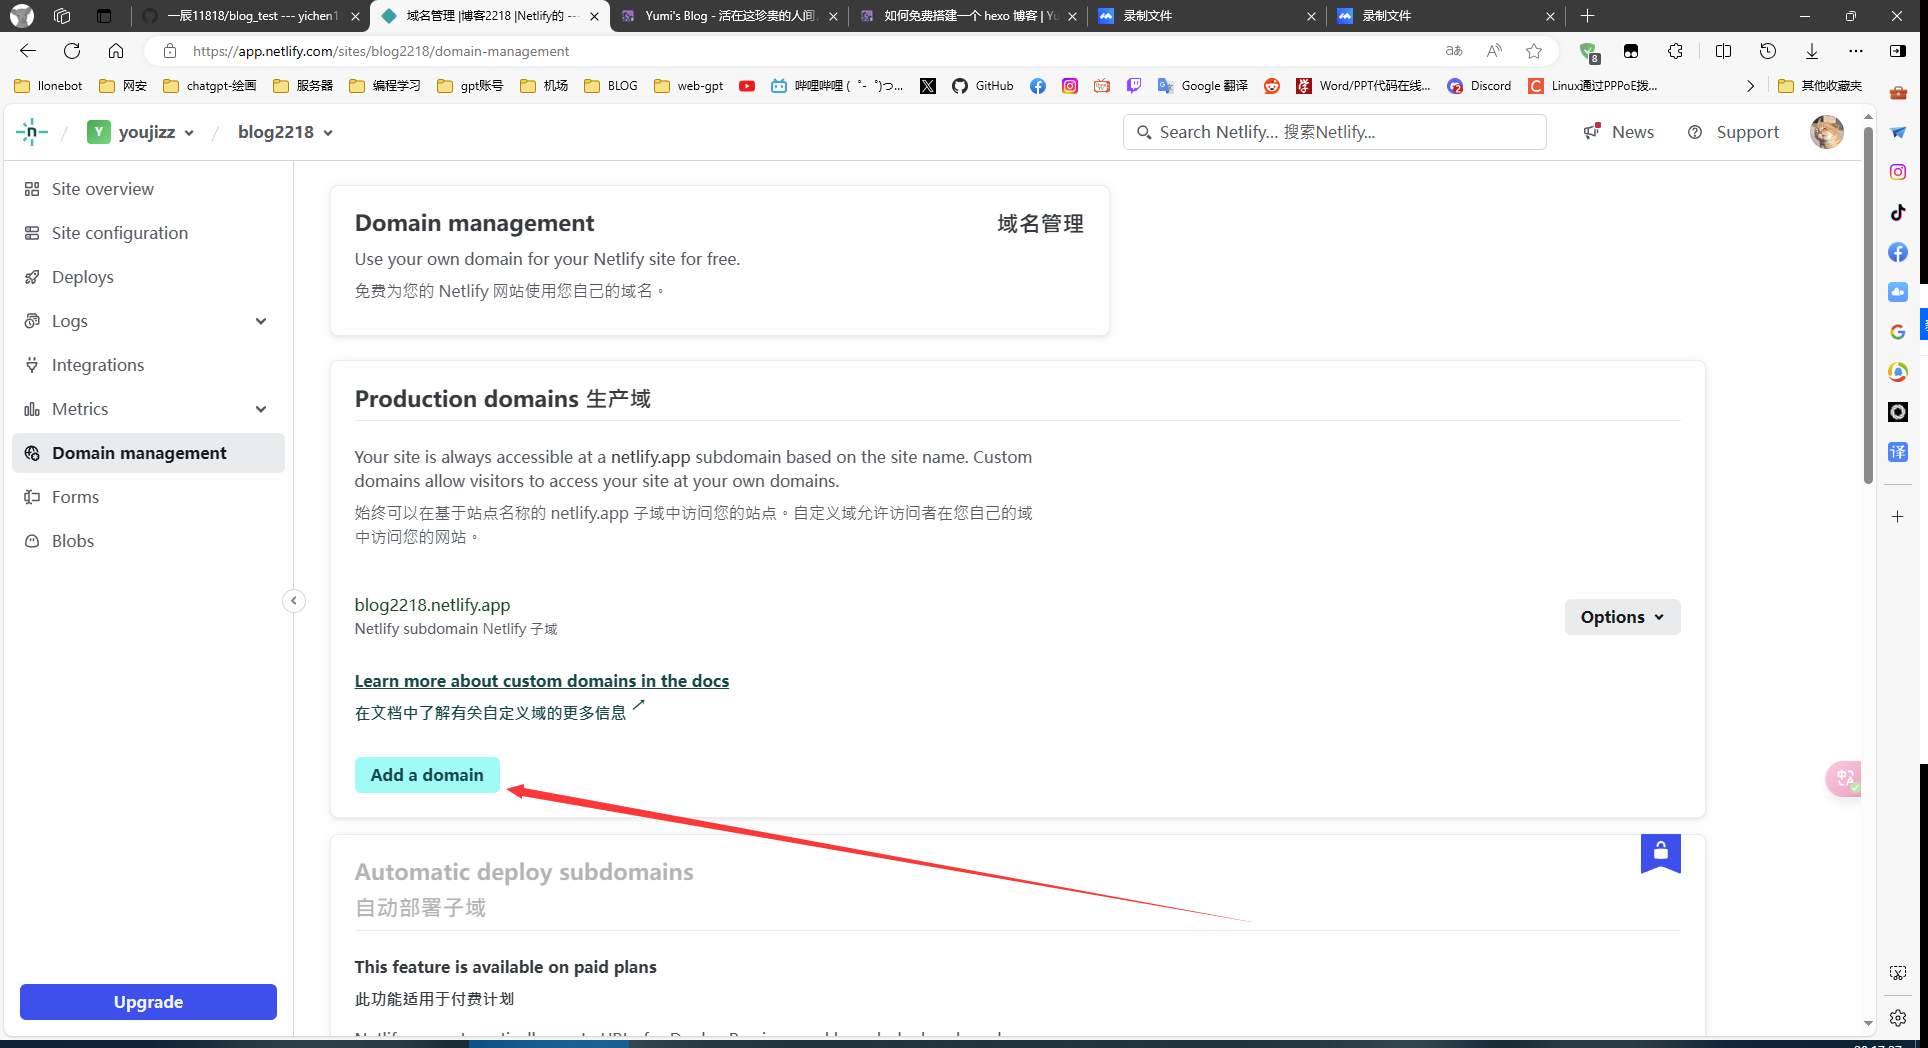 一辰11818/blog_test --- yichen1
域名管理 |博客2218 |Netlify的 ---
Yumi's Blog - 活在这珍贵的人间,
如何免费搭建一个 hexo 博客 | Yu
录制文件
录制文件
https://app.netlify.com/sites/blog2218/domain-management
aあ
8
llonebot
网安
chatgpt-绘画
服务器
编程学习
gpt账号
机场
BLOG
web-gpt
哔哩哔哩 ( ゜- ゜)つ...
GitHub
Google 翻译
Word/PPT代码在线...
Discord
Linux通过PPPoE拨...
其他收藏夹
n
/
Y
youjizz
/
blog2218
Search Netlify... 搜索Netlify...
News
Support
Site overview
Site configuration
Deploys
Logs
Integrations
Metrics
Domain management
Forms
Blobs
Upgrade
Domain management
域名管理
Use your own domain for your Netlify site for free.
免费为您的 Netlify 网站使用您自己的域名。
Production domains 生产域
Your site is always accessible at a netlify.app subdomain based on the site name. Custom
domains allow visitors to access your site at your own domains.
始终可以在基于站点名称的 netlify.app 子域中访问您的站点。自定义域允许访问者在您自己的域
中访问您的网站。
blog2218.netlify.app
Netlify subdomain Netlify 子域
Options
Learn more about custom domains in the docs
在文档中了解有关自定义域的更多信息
Add a domain
Automatic deploy subdomains
自动部署子域
This feature is available on paid plans
此功能适用于付费计划
译